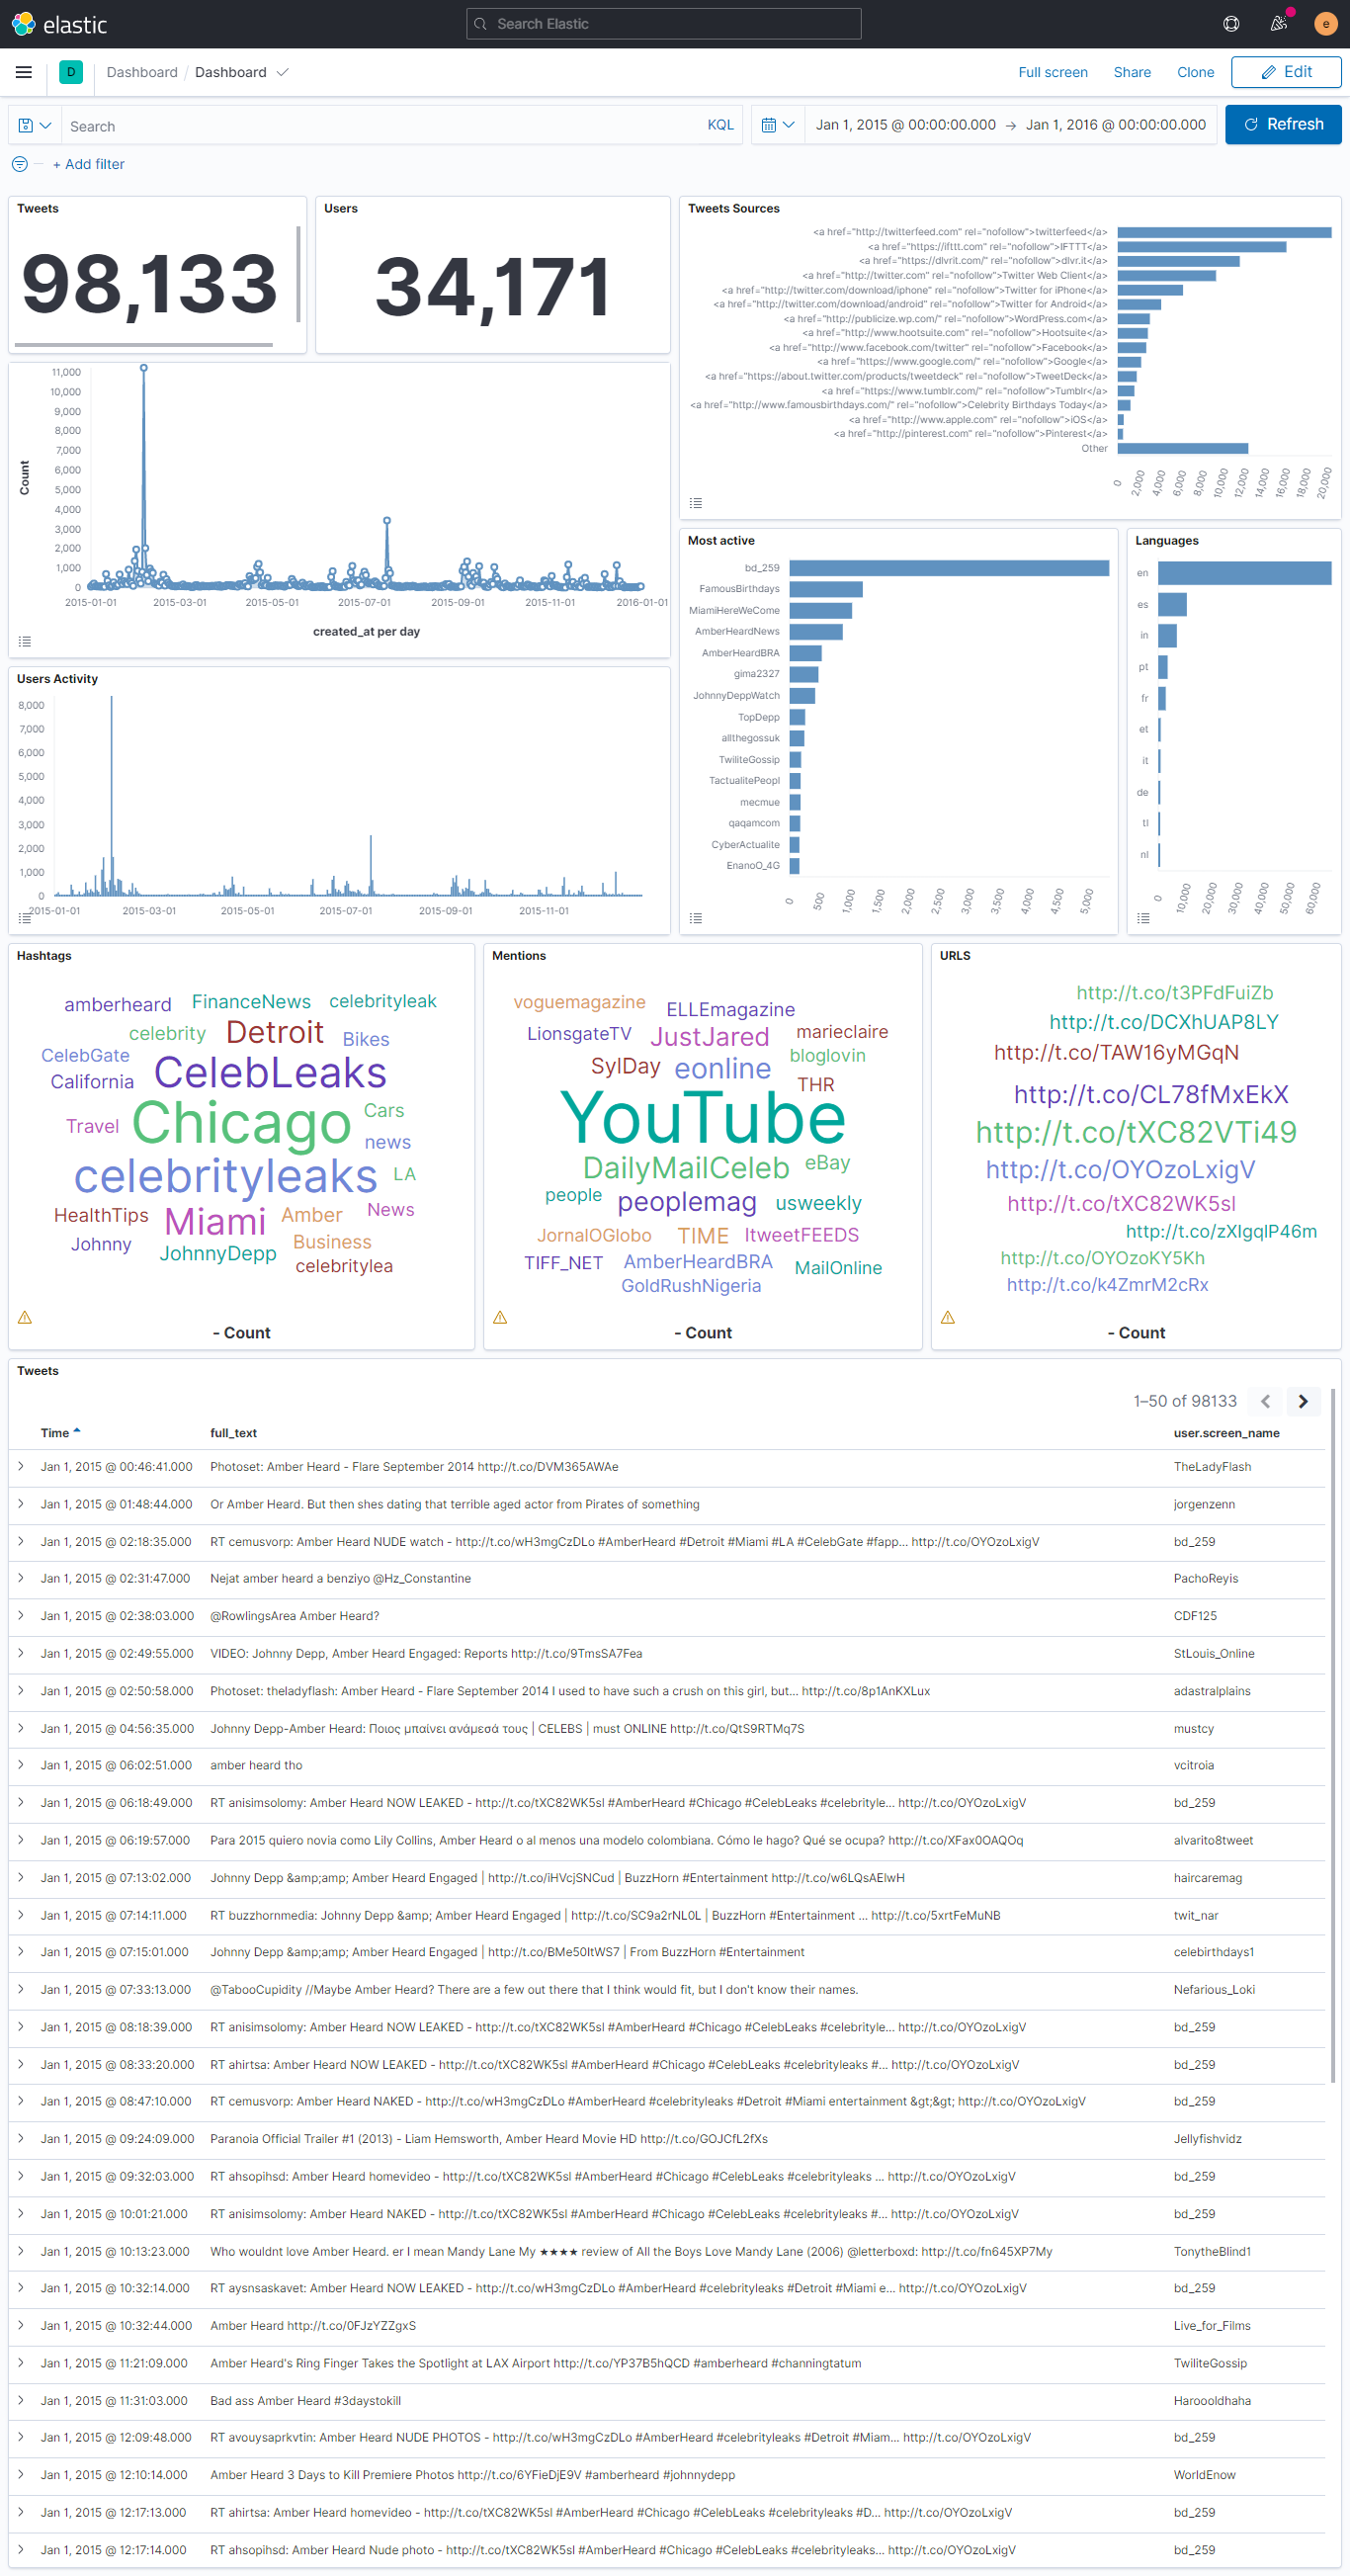 elastic
Search Elastic
e
D Dashboard / Dashboard Full screen Share Clone Edit
Search KQL Jan 1, 2015 @ 00:00:00.000 → Jan 1, 2016 @ 00:00:00.000 Refresh
+ Add filter
Tweets
98,133
Users
34,171
Tweets Sources
<a href="http://twitterfeed.com" rel="nofollow">twitterfeed</a>
<a href="https://ifttt.com" rel="nofollow">IFTTT</a>
<a href="https://dlvrit.com/" rel="nofollow">dlvr.it</a>
<a href="http://twitter.com" rel="nofollow">Twitter Web Client</a>
<a href="http://twitter.com/download/iphone" rel="nofollow">Twitter for iPhone</a>
<a href="http://twitter.com/download/android" rel="nofollow">Twitter for Android</a>
<a href="http://publicize.wp.com/" rel="nofollow">WordPress.com</a>
<a href="http://www.hootsuite.com" rel="nofollow">Hootsuite</a>
<a href="http://www.facebook.com/twitter" rel="nofollow">Facebook</a>
<a href="https://www.google.com/" rel="nofollow">Google</a>
<a href="https://about.twitter.com/products/tweetdeck" rel="nofollow">TweetDeck</a>
<a href="https://www.tumblr.com/" rel="nofollow">Tumblr</a>
<a href="http://www.famousbirthdays.com/" rel="nofollow">Celebrity Birthdays Today</a>
<a href="http://www.apple.com" rel="nofollow">iOS</a>
<a href="http://pinterest.com" rel="nofollow">Pinterest</a>
Other
0 2,000 4,000 6,000 8,000 10,000 12,000 14,000 16,000 18,000 20,000
11,000
10,000
9,000
8,000
7,000
6,000
5,000
4,000
3,000
2,000
1,000
0
Count
2015-01-01 2015-03-01 2015-05-01 2015-07-01 2015-09-01 2015-11-01 2016-01-01
created_at per day
Users Activity
8,000
7,000
6,000
5,000
4,000
3,000
2,000
1,000
0
2015-01-01 2015-03-01 2015-05-01 2015-07-01 2015-09-01 2015-11-01
Most active
bd_259
FamousBirthdays
MiamiHereWeCome
AmberHeardNews
AmberHeardBRA
gima2327
JohnnyDeppWatch
TopDepp
allthegossuk
TwiliteGossip
TactualitePeopl
mecmue
qaqamcom
CyberActualite
EnanoO_4G
0 500 1,000 1,500 2,000 2,500 3,000 3,500 4,000 4,500 5,000
Languages
en
es
in
pt
fr
et
it
de
tl
nl
0 10,000 20,000 30,000 40,000 50,000 60,000
Hashtags
amberheard FinanceNews celebrityleak
celebrity Detroit Bikes
CelebGate
California CelebLeaks
Travel Chicago Cars
news
celebrityleaks LA
HealthTips Miami Amber News
Johnny JohnnyDepp Business
celebritylea
- Count
Mentions
voguemagazine ELLEmagazine
LionsgateTV JustJared marieclaire
SylDay eonline bloglovin
THR
YouTube
DailyMailCeleb eBay
people peoplemag usweekly
JornalOGlobo TIME ItweetFEEDS
TIFF_NET AmberHeardBRA MailOnline
GoldRushNigeria
- Count
URLS
http://t.co/t3PFdFuiZb
http://t.co/DCXhUAP8LY
http://t.co/TAW16yMGqN
http://t.co/CL78fMxEkX
http://t.co/tXC82VTi49
http://t.co/OYOzoLxigV
http://t.co/tXC82WK5sl
http://t.co/zXIgqIP46m
http://t.co/OYOzoKY5Kh
http://t.co/k4ZmrM2cRx
- Count
Tweets
1–50 of 98133
Time full_text user.screen_name
Jan 1, 2015 @ 00:46:41.000 Photoset: Amber Heard - Flare September 2014 http://t.co/DVM365AWAe TheLadyFlash
Jan 1, 2015 @ 01:48:44.000 Or Amber Heard. But then shes dating that terrible aged actor from Pirates of something jorgenzenn
Jan 1, 2015 @ 02:18:35.000 RT cemusvorp: Amber Heard NUDE watch - http://t.co/wH3mgCzDLo #AmberHeard #Detroit #Miami #LA #CelebGate #fapp... http://t.co/OYOzoLxigV bd_259
Jan 1, 2015 @ 02:31:47.000 Nejat amber heard a benziyo @Hz_Constantine PachoReyis
Jan 1, 2015 @ 02:38:03.000 @RowlingsArea Amber Heard? CDF125
Jan 1, 2015 @ 02:49:55.000 VIDEO: Johnny Depp, Amber Heard Engaged: Reports http://t.co/9TmsSA7Fea StLouis_Online
Jan 1, 2015 @ 02:50:58.000 Photoset: theladyflash: Amber Heard - Flare September 2014 I used to have such a crush on this girl, but... http://t.co/8p1AnKXLux adastralplains
Jan 1, 2015 @ 04:56:35.000 Johnny Depp-Amber Heard: Ποιος μπαίνει ανάμεσά τους | CELEBS | must ONLINE http://t.co/QtS9RTMq7S mustcy
Jan 1, 2015 @ 06:02:51.000 amber heard tho vcitroia
Jan 1, 2015 @ 06:18:49.000 RT anisimsolomy: Amber Heard NOW LEAKED - http://t.co/tXC82WK5sl #AmberHeard #Chicago #CelebLeaks #celebrityle... http://t.co/OYOzoLxigV bd_259
Jan 1, 2015 @ 06:19:57.000 Para 2015 quiero novia como Lily Collins, Amber Heard o al menos una modelo colombiana. Cómo le hago? Qué se ocupa? http://t.co/XFax0OAQOq alvarito8tweet
Jan 1, 2015 @ 07:13:02.000 Johnny Depp &amp;amp; Amber Heard Engaged | http://t.co/iHVcjSNCud | BuzzHorn #Entertainment http://t.co/w6LQsAElwH haircaremag
Jan 1, 2015 @ 07:14:11.000 RT buzzhornmedia: Johnny Depp &amp; Amber Heard Engaged | http://t.co/SC9a2rNL0L | BuzzHorn #Entertainment ... http://t.co/5xrtFeMuNB twit_nar
Jan 1, 2015 @ 07:15:01.000 Johnny Depp &amp;amp; Amber Heard Engaged | http://t.co/BMe50ItWS7 | From BuzzHorn #Entertainment celebirthdays1
Jan 1, 2015 @ 07:33:13.000 @TabooCupidity //Maybe Amber Heard? There are a few out there that I think would fit, but I don't know their names. Nefarious_Loki
Jan 1, 2015 @ 08:18:39.000 RT anisimsolomy: Amber Heard NOW LEAKED - http://t.co/tXC82WK5sl #AmberHeard #Chicago #CelebLeaks #celebrityle... http://t.co/OYOzoLxigV bd_259
Jan 1, 2015 @ 08:33:20.000 RT ahirtsa: Amber Heard NOW LEAKED - http://t.co/tXC82WK5sl #AmberHeard #Chicago #CelebLeaks #celebrityleaks #... http://t.co/OYOzoLxigV bd_259
Jan 1, 2015 @ 08:47:10.000 RT cemusvorp: Amber Heard NAKED - http://t.co/wH3mgCzDLo #AmberHeard #celebrityleaks #Detroit #Miami entertainment &gt;&gt; http://t.co/OYOzoLxigV bd_259
Jan 1, 2015 @ 09:24:09.000 Paranoia Official Trailer #1 (2013) - Liam Hemsworth, Amber Heard Movie HD http://t.co/GOJCfL2fXs Jellyfishvidz
Jan 1, 2015 @ 09:32:03.000 RT ahsopihsd: Amber Heard homevideo - http://t.co/tXC82WK5sl #AmberHeard #Chicago #CelebLeaks #celebrityleaks ... http://t.co/OYOzoLxigV bd_259
Jan 1, 2015 @ 10:01:21.000 RT anisimsolomy: Amber Heard NAKED - http://t.co/tXC82WK5sl #AmberHeard #Chicago #CelebLeaks #celebrityleaks #... http://t.co/OYOzoLxigV bd_259
Jan 1, 2015 @ 10:13:23.000 Who wouldnt love Amber Heard. er I mean Mandy Lane My ★★★★ review of All the Boys Love Mandy Lane (2006) @letterboxd: http://t.co/fn645XP7My TonytheBlind1
Jan 1, 2015 @ 10:32:14.000 RT aysnsaskavet: Amber Heard NOW LEAKED - http://t.co/wH3mgCzDLo #AmberHeard #celebrityleaks #Detroit #Miami e... http://t.co/OYOzoLxigV bd_259
Jan 1, 2015 @ 10:32:44.000 Amber Heard http://t.co/0FJzYZZgxS Live_for_Films
Jan 1, 2015 @ 11:21:09.000 Amber Heard's Ring Finger Takes the Spotlight at LAX Airport http://t.co/YP37B5hQCD #amberheard #channingtatum TwiliteGossip
Jan 1, 2015 @ 11:31:03.000 Bad ass Amber Heard #3daystokill Haroooldhaha
Jan 1, 2015 @ 12:09:48.000 RT avouysaprkvtin: Amber Heard NUDE PHOTOS - http://t.co/wH3mgCzDLo #AmberHeard #celebrityleaks #Detroit #Miam... http://t.co/OYOzoLxigV bd_259
Jan 1, 2015 @ 12:10:14.000 Amber Heard 3 Days to Kill Premiere Photos http://t.co/6YFieDjE9V #amberheard #johnnydepp WorldEnow
Jan 1, 2015 @ 12:17:13.000 RT ahirtsa: Amber Heard homevideo - http://t.co/tXC82WK5sl #AmberHeard #Chicago #CelebLeaks #celebrityleaks #D... http://t.co/OYOzoLxigV bd_259
Jan 1, 2015 @ 12:17:14.000 RT ahsopihsd: Amber Heard Nude photo - http://t.co/tXC82WK5sl #AmberHeard #Chicago #CelebLeaks #celebrityleaks ... http://t.co/OYOzoLxigV bd_259